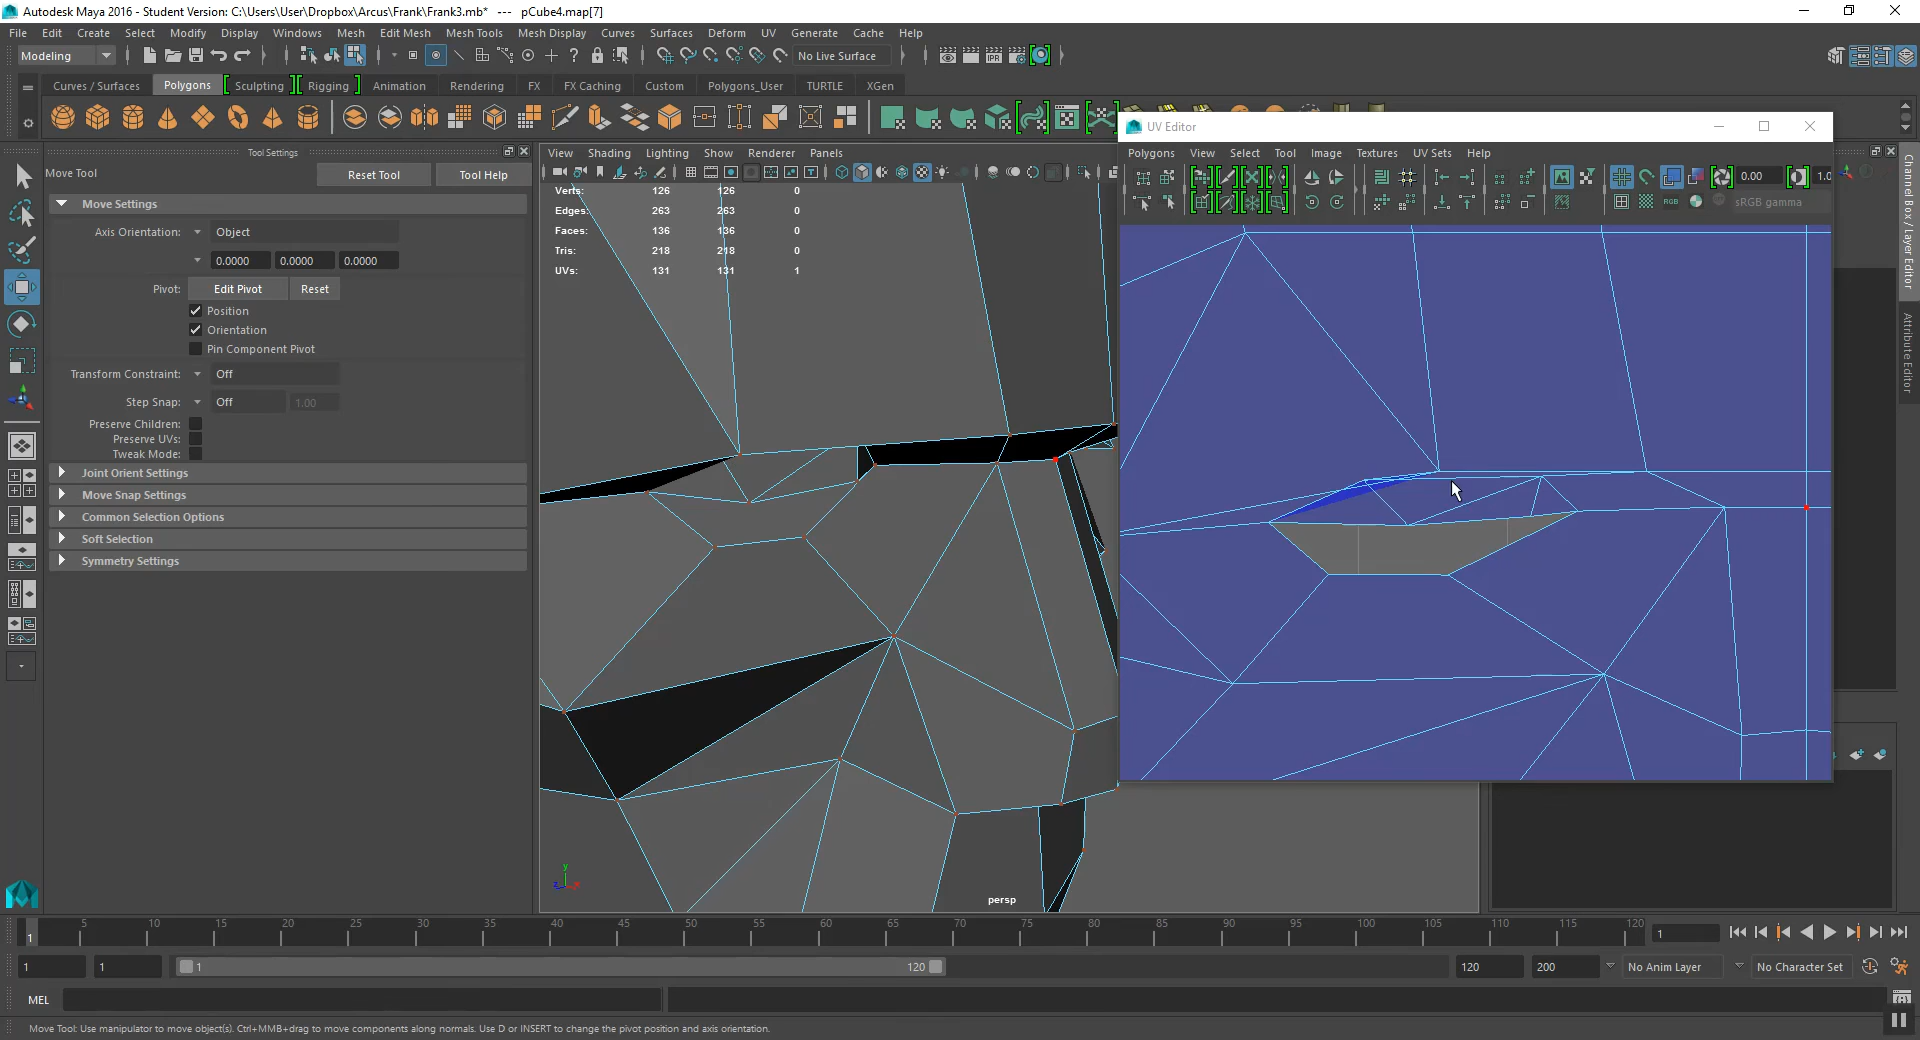 Autodesk Maya 2016 - Student Version: C:\Users\User\Dropbox\Arcus\Frank\Frank3.mb*   ---   pCube4.map[7]
File Edit Create Select Modify Display Windows Mesh Edit Mesh Mesh Tools Mesh Display Curves Surfaces Deform UV Generate Cache Help
Modeling No Live Surface IPR
Curves / Surfaces Polygons Sculpting Rigging Animation Rendering FX FX Caching Custom Polygons_User TURTLE XGen
UV Editor
Tool Settings
View Shading Lighting Show Renderer Panels
Polygons View Select Tool Image Textures UV Sets Help
Move Tool Reset Tool Tool Help
0.00 1.0
RGB sRGB gamma
Move Settings
Axis Orientation: Object
0.0000 0.0000 0.0000
Pivot: Edit Pivot Reset
Position
Orientation
Pin Component Pivot
Transform Constraint: Off
Step Snap: Off 1.00
Preserve Children:
Preserve UVs:
Tweak Mode:
Joint Orient Settings
Move Snap Settings
Common Selection Options
Soft Selection
Symmetry Settings
Verts: 126 126 0
Edges: 263 263 0
Faces: 136 136 0
Tris: 218 218 0
UVs: 131 131 1
Channel Box / Layer Editor
Attribute Editor
y
z
persp
1 5 10 15 20 25 30 35 40 45 50 55 60 65 70 75 80 85 90 95 100 105 110 115 120 1
1 1 1 120 120 200 No Anim Layer No Character Set
MEL
Move Tool: Use manipulator to move object(s). Ctrl+MMB+drag to move components along normals. Use D or INSERT to change the pivot position and axis orientation.